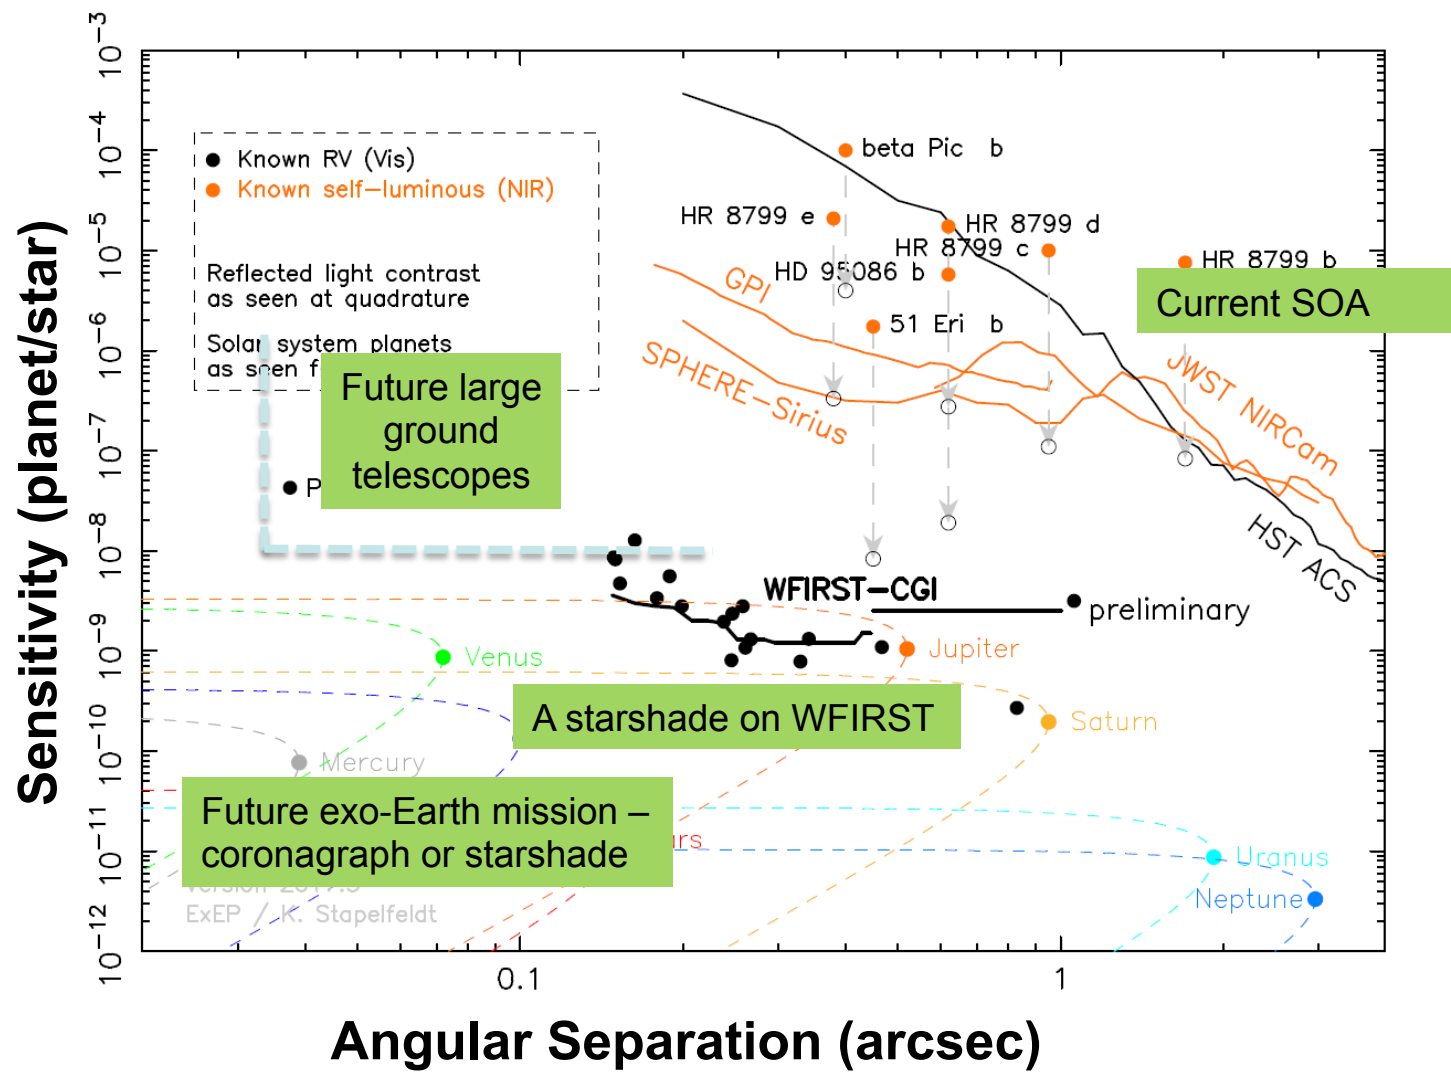 10⁻³
10⁻⁴
10⁻⁵
10⁻⁶
10⁻⁷
10⁻⁸
10⁻⁹
10⁻¹⁰
10⁻¹¹
10⁻¹²
Sensitivity (planet/star)
Known RV (Vis)
Known self-luminous (NIR)
Reflected light contrast
as seen at quadrature
Solar system planets
as seen
beta Pic b
HR 8799 e
HR 8799 d
HR 8799 c
HD 95086 b
HR 8799 b
51 Eri b
Current SOA
GPI
SPHERE-Sirius
JWST NIRCam
HST ACS
Future large
ground
telescopes
P
WFIRST-CGI
preliminary
Venus
Jupiter
A starshade on WFIRST
Saturn
Mercury
Future exo-Earth mission –
coronagraph or starshade
Uranus
Neptune
ExEP / K. Stapelfeldt
0.1
1
Angular Separation (arcsec)